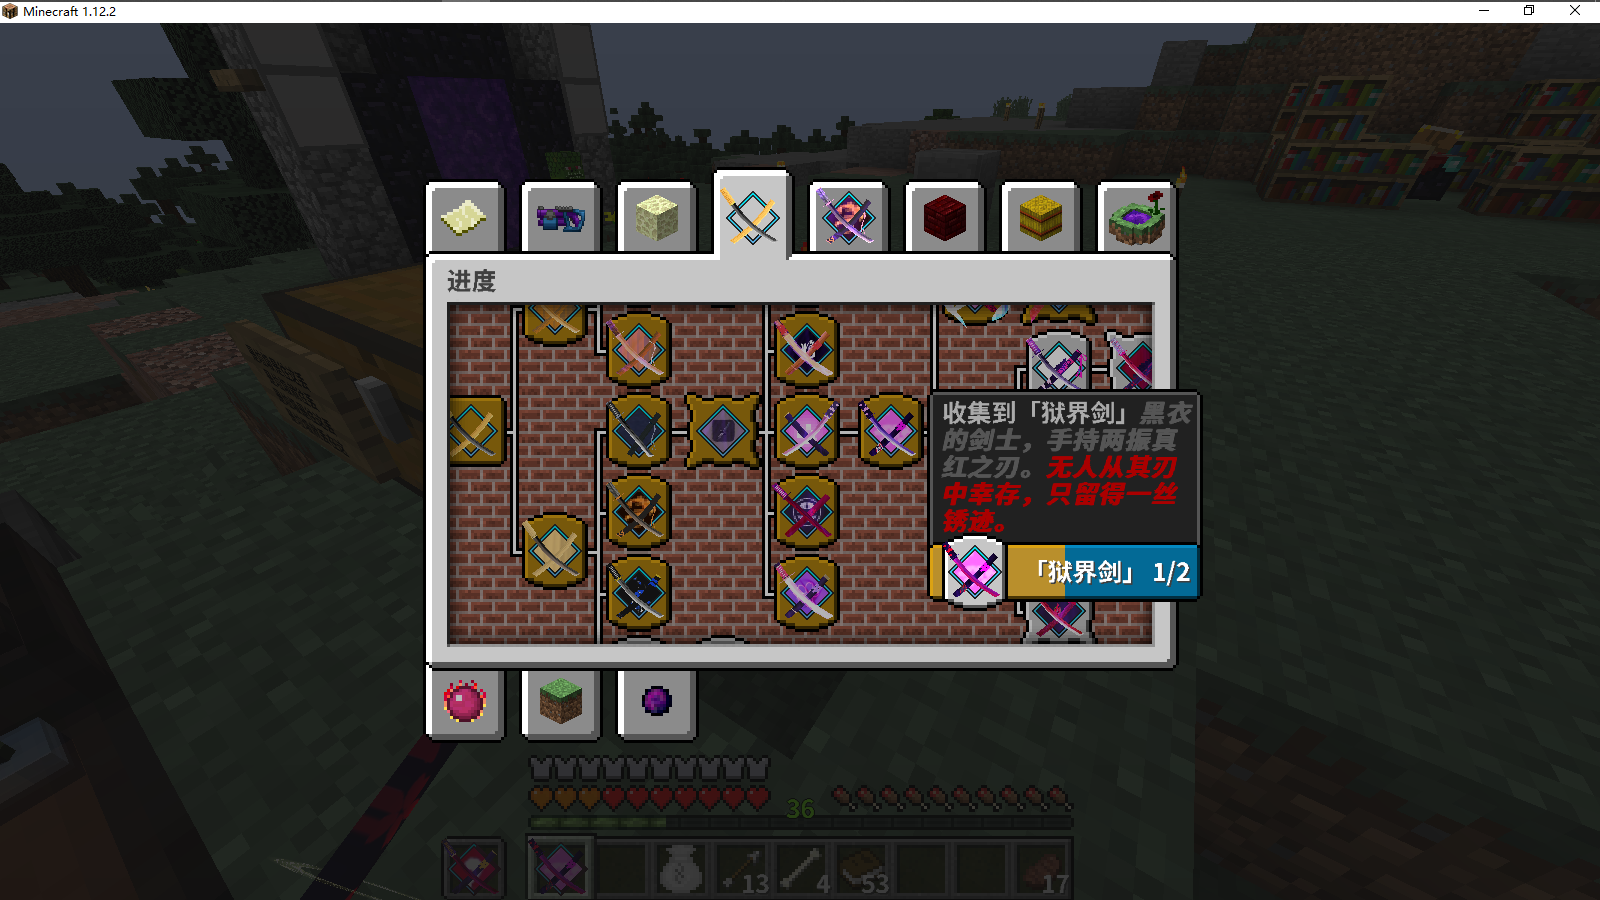 Minecraft 1.12.2
进度
收集到「狱界剑」黑衣
的剑士，手持两振真
红之刃。无人从其刃
中幸存，只留得一丝
锈迹。
「狱界剑」 1/2
36
13
4
53
17